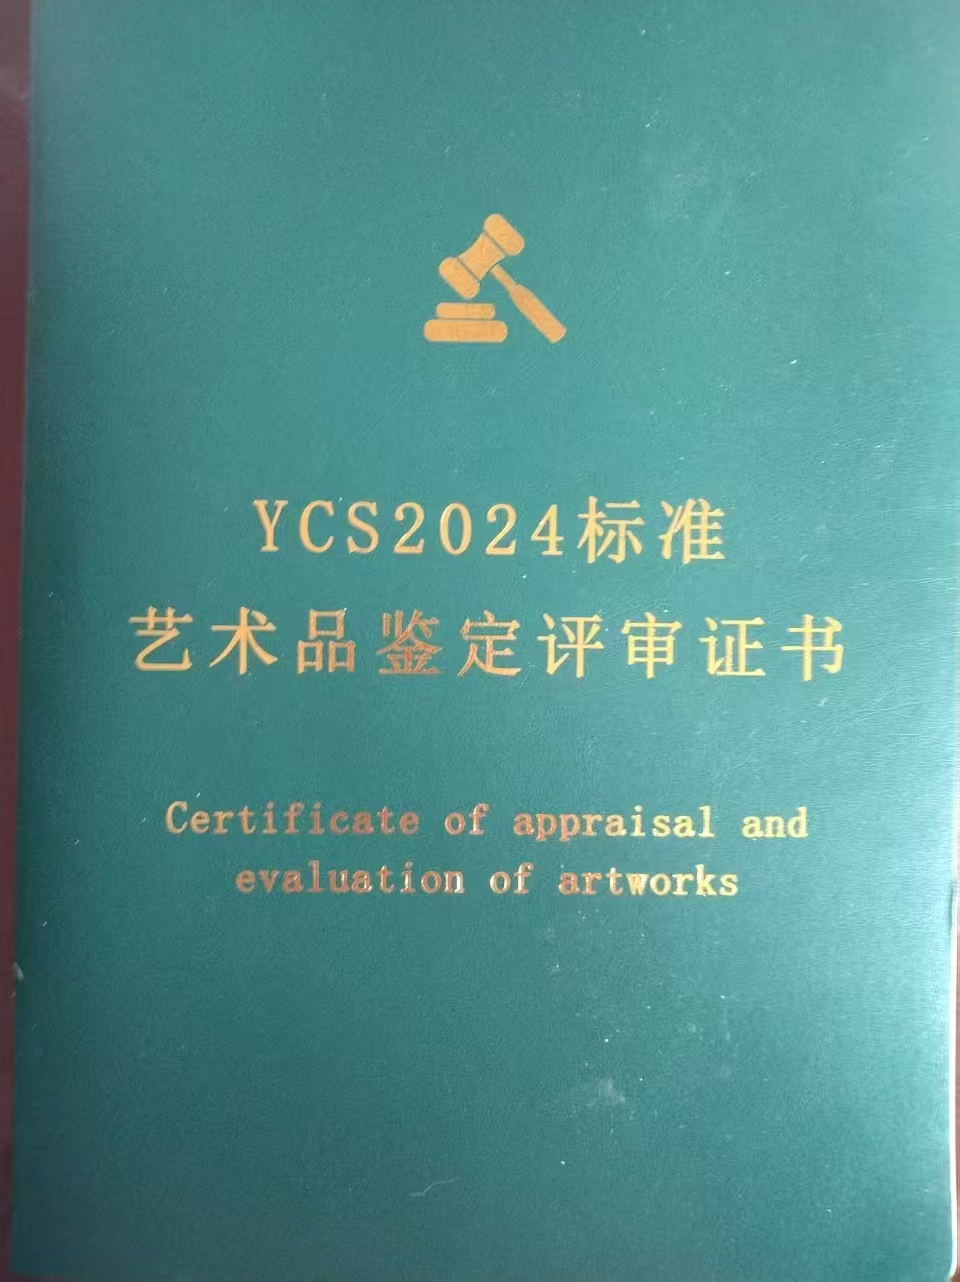 YCS2024标准
艺术品鉴定评审证书
Certificate of appraisal and
evaluation of artworks